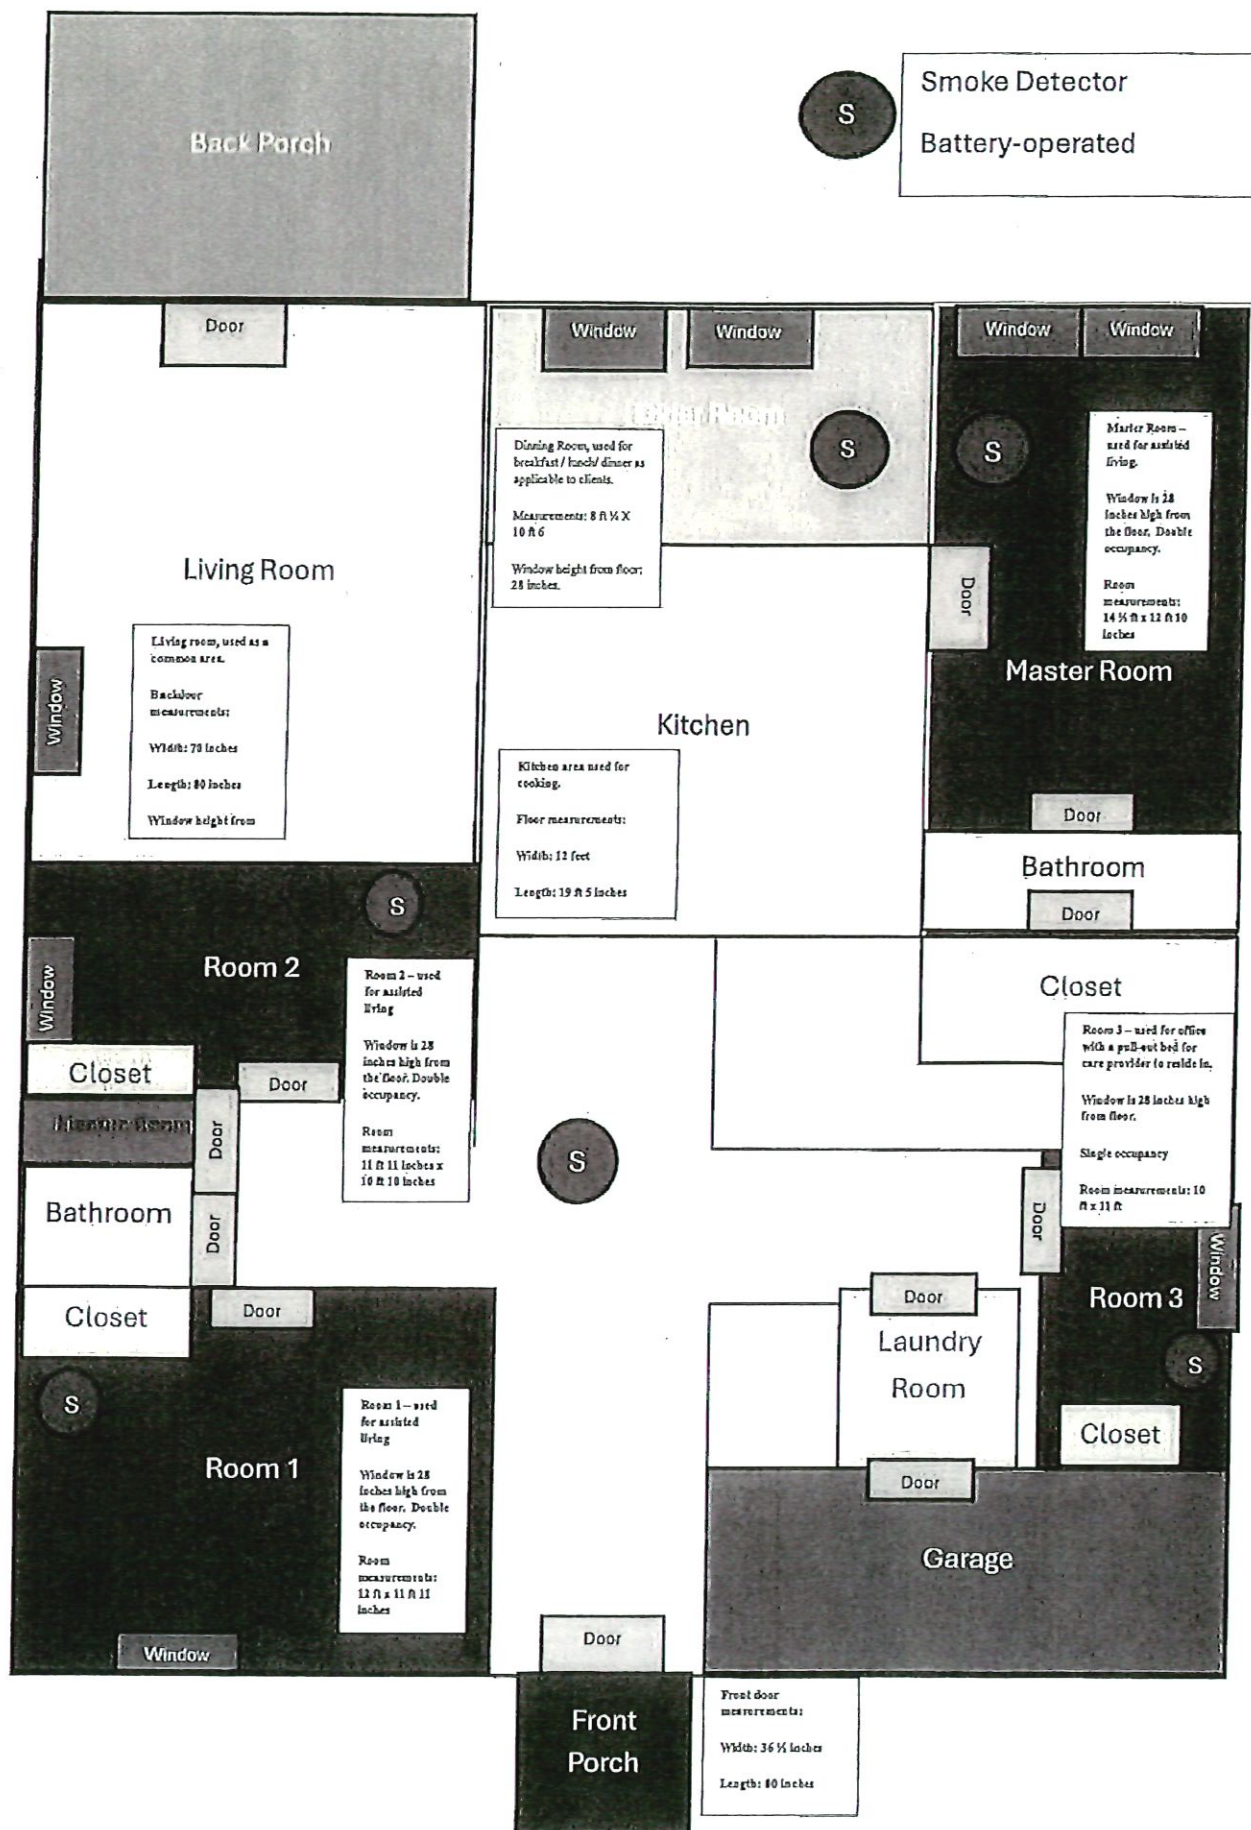 Smoke Detector
Battery-operated
S
Back Porch
Door
Window
Window
Window
Window
Room
S
S
Dinning Room, used for
breakfast / lunch/ dinner as
applicable to clients.
Measurements: 8 ft ½ X
10 ft 6
Window height from floor:
28 inches.
Master Room –
used for assisted
living.
Window is 28
inches high from
the floor. Double
occupancy.
Room
measurements:
14 ½ ft x 12 ft 10
inches
Door
Master Room
Living Room
Living room, used as a
common area.
Backdoor
measurements:
Width: 70 inches
Length: 80 inches
Window height from
Window
Kitchen
Kitchen area used for
cooking.
Floor measurements:
Width: 12 feet
Length: 19 ft 5 inches
Door
Bathroom
Door
S
Room 2
Window
Room 2 – used
for assisted
living
Window is 28
inches high from
the floor. Double
occupancy.
Room
measurements:
11 ft 11 inches x
10 ft 10 inches
Closet
Door
Closet
Room 3 – used for office
with a pull-out bed for
care provider to reside in.
Window is 28 inches high
from floor.
Single occupancy
Room measurements: 10
ft x 11 ft
Room
Door
S
Bathroom
Door
Door
Window
Closet
Door
Door
Room 3
Laundry
Room
S
S
Room 1
Room 1 – used
for assisted
living
Window is 28
inches high from
the floor. Double
occupancy.
Room
measurements:
12 ft x 11 ft 11
inches
Closet
Door
Garage
Window
Door
Front
Porch
Front door
measurements:
Width: 36 ½ inches
Length: 80 inches